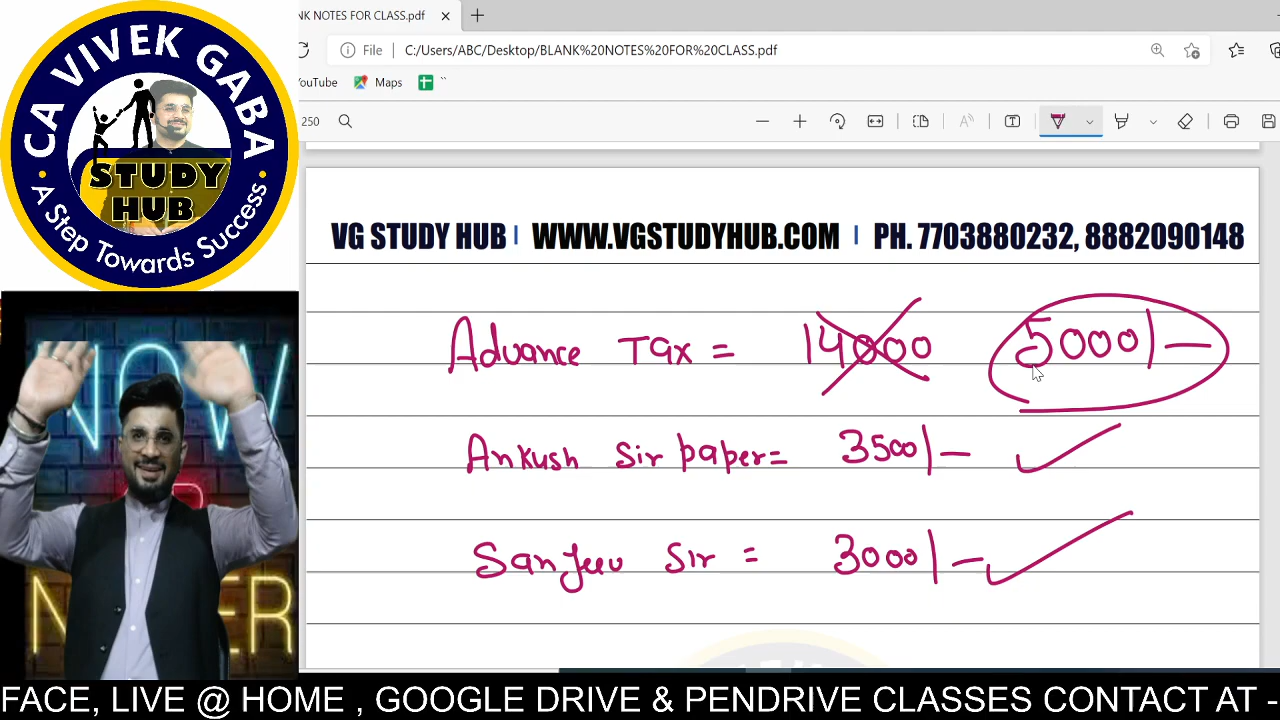 NK NOTES FOR CLASS.pdf
CA VIVEK GABA
STUDY
HUB
A Step Towards Success
File C:/Users/ABC/Desktop/BLANK%20NOTES%20FOR%20CLASS.pdf
YouTube Maps ``
250
VG STUDY HUB | WWW.VGSTUDYHUB.COM | PH. 7703880232, 8882090148
Advance Tax = 14000 5000/-
Ankush Sir paper = 3500/-
Sanjeev Sir = 3000/-
NOW
FACE, LIVE @ HOME , GOOGLE DRIVE & PENDRIVE CLASSES CONTACT AT -